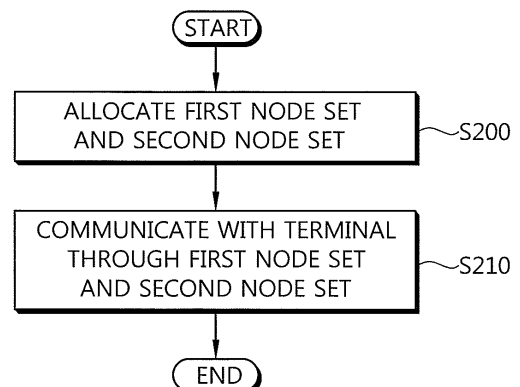 START
ALLOCATE FIRST NODE SET
AND SECOND NODE SET
S200
COMMUNICATE WITH TERMINAL
THROUGH FIRST NODE SET
AND SECOND NODE SET
S210
END